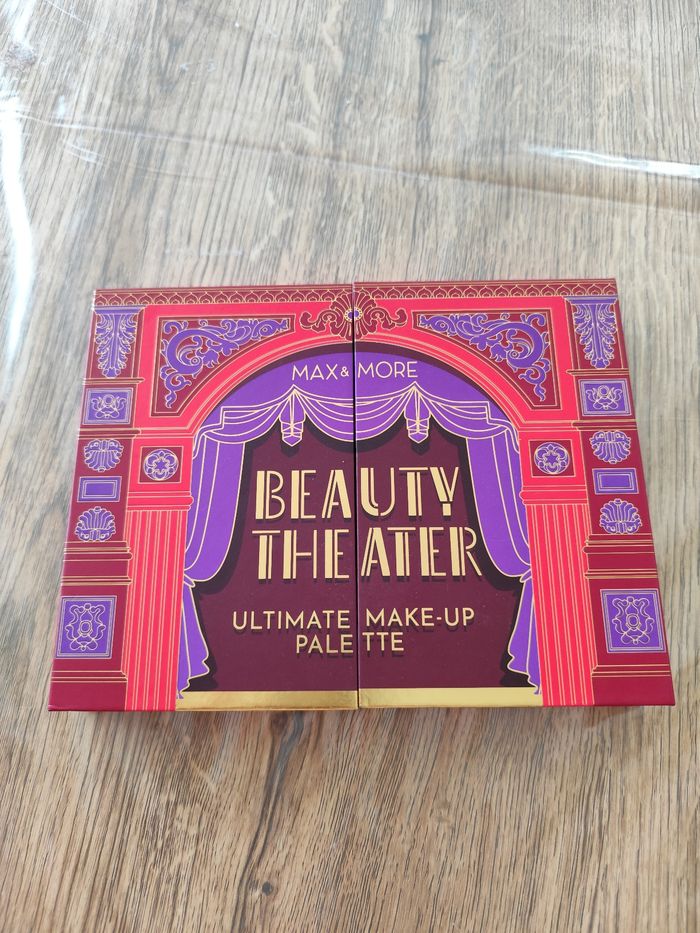 MAX & MORE
BEAUTY
THEATER
ULTIMATE MAKE-UP
PALETTE